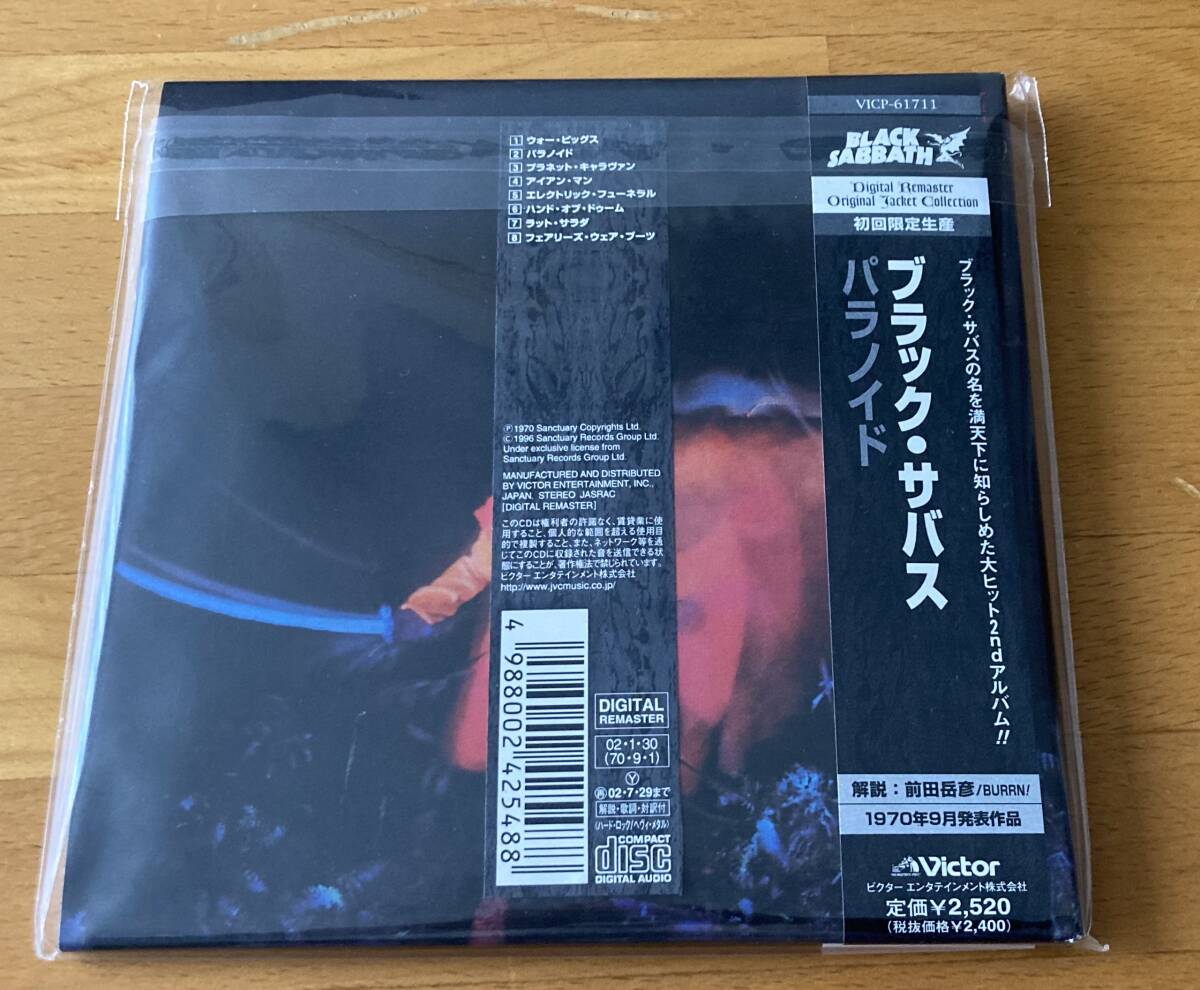 1 ウォー・ピッグス
2 パラノイド
3 プラネット・キャラヴァン
4 アイアン・マン
5 エレクトリック・フューネラル
6 ハンド・オブ・ドゥーム
7 ラット・サラダ
8 フェアリーズ・ウェア・ブーツ
Ⓟ1970 Sanctuary Copyrights Ltd.
©1996 Sanctuary Records Group Ltd.
Under exclusive license from
Sanctuary Records Group Ltd.
MANUFACTURED AND DISTRIBUTED
BY VICTOR ENTERTAINMENT, INC.,
JAPAN. STEREO JASRAC
[DIGITAL REMASTER]
このCDは権利者の許諾なく、賃貸業に使
用すること、個人的な範囲を超える使用目
的で複製すること、また、ネットワーク等を通
じてこのCDに収録された音を送信できる状
態にすることが、著作権法で禁じられています。
ビクター エンタテインメント株式会社
http://www.jvcmusic.co.jp/
4 988002 425488
DIGITAL
REMASTER
02・1・30
(70・9・1)
Ⓨ
㊢02・7・29まで
解説・歌詞・対訳付
(ハード・ロック/ヘヴィ・メタル)
COMPACT
disc
DIGITAL AUDIO
VICP-61711
BLACK
SABBATH
Digital Remaster
Original Jacket Collection
初回限定生産
ブラック・サバスの名を満天下に知らしめた大ヒット2ndアルバム!!
ブラック・サバス
パラノイド
解説：前田岳彦/BURRN!
1970年9月発表作品
Victor
ビクター エンタテインメント株式会社
定価¥2,520
(税抜価格¥2,400)